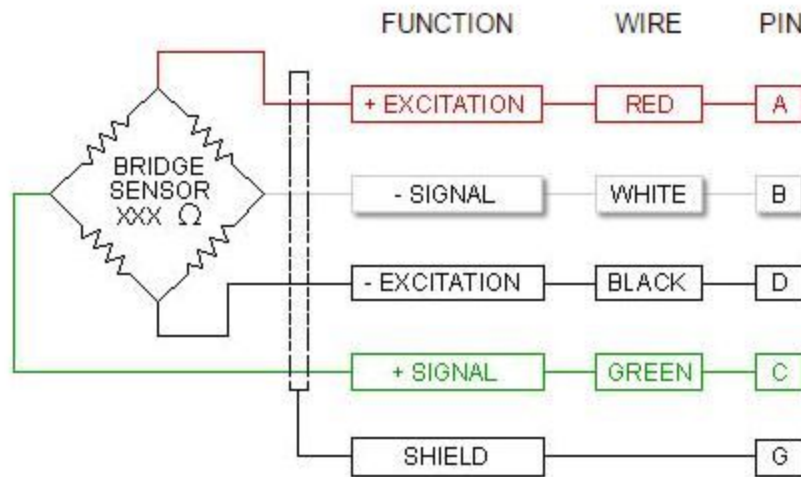 FUNCTION WIRE PIN
+ EXCITATION RED A
BRIDGE
SENSOR
XXX Ω
- SIGNAL WHITE B
- EXCITATION BLACK D
+ SIGNAL GREEN C
SHIELD G